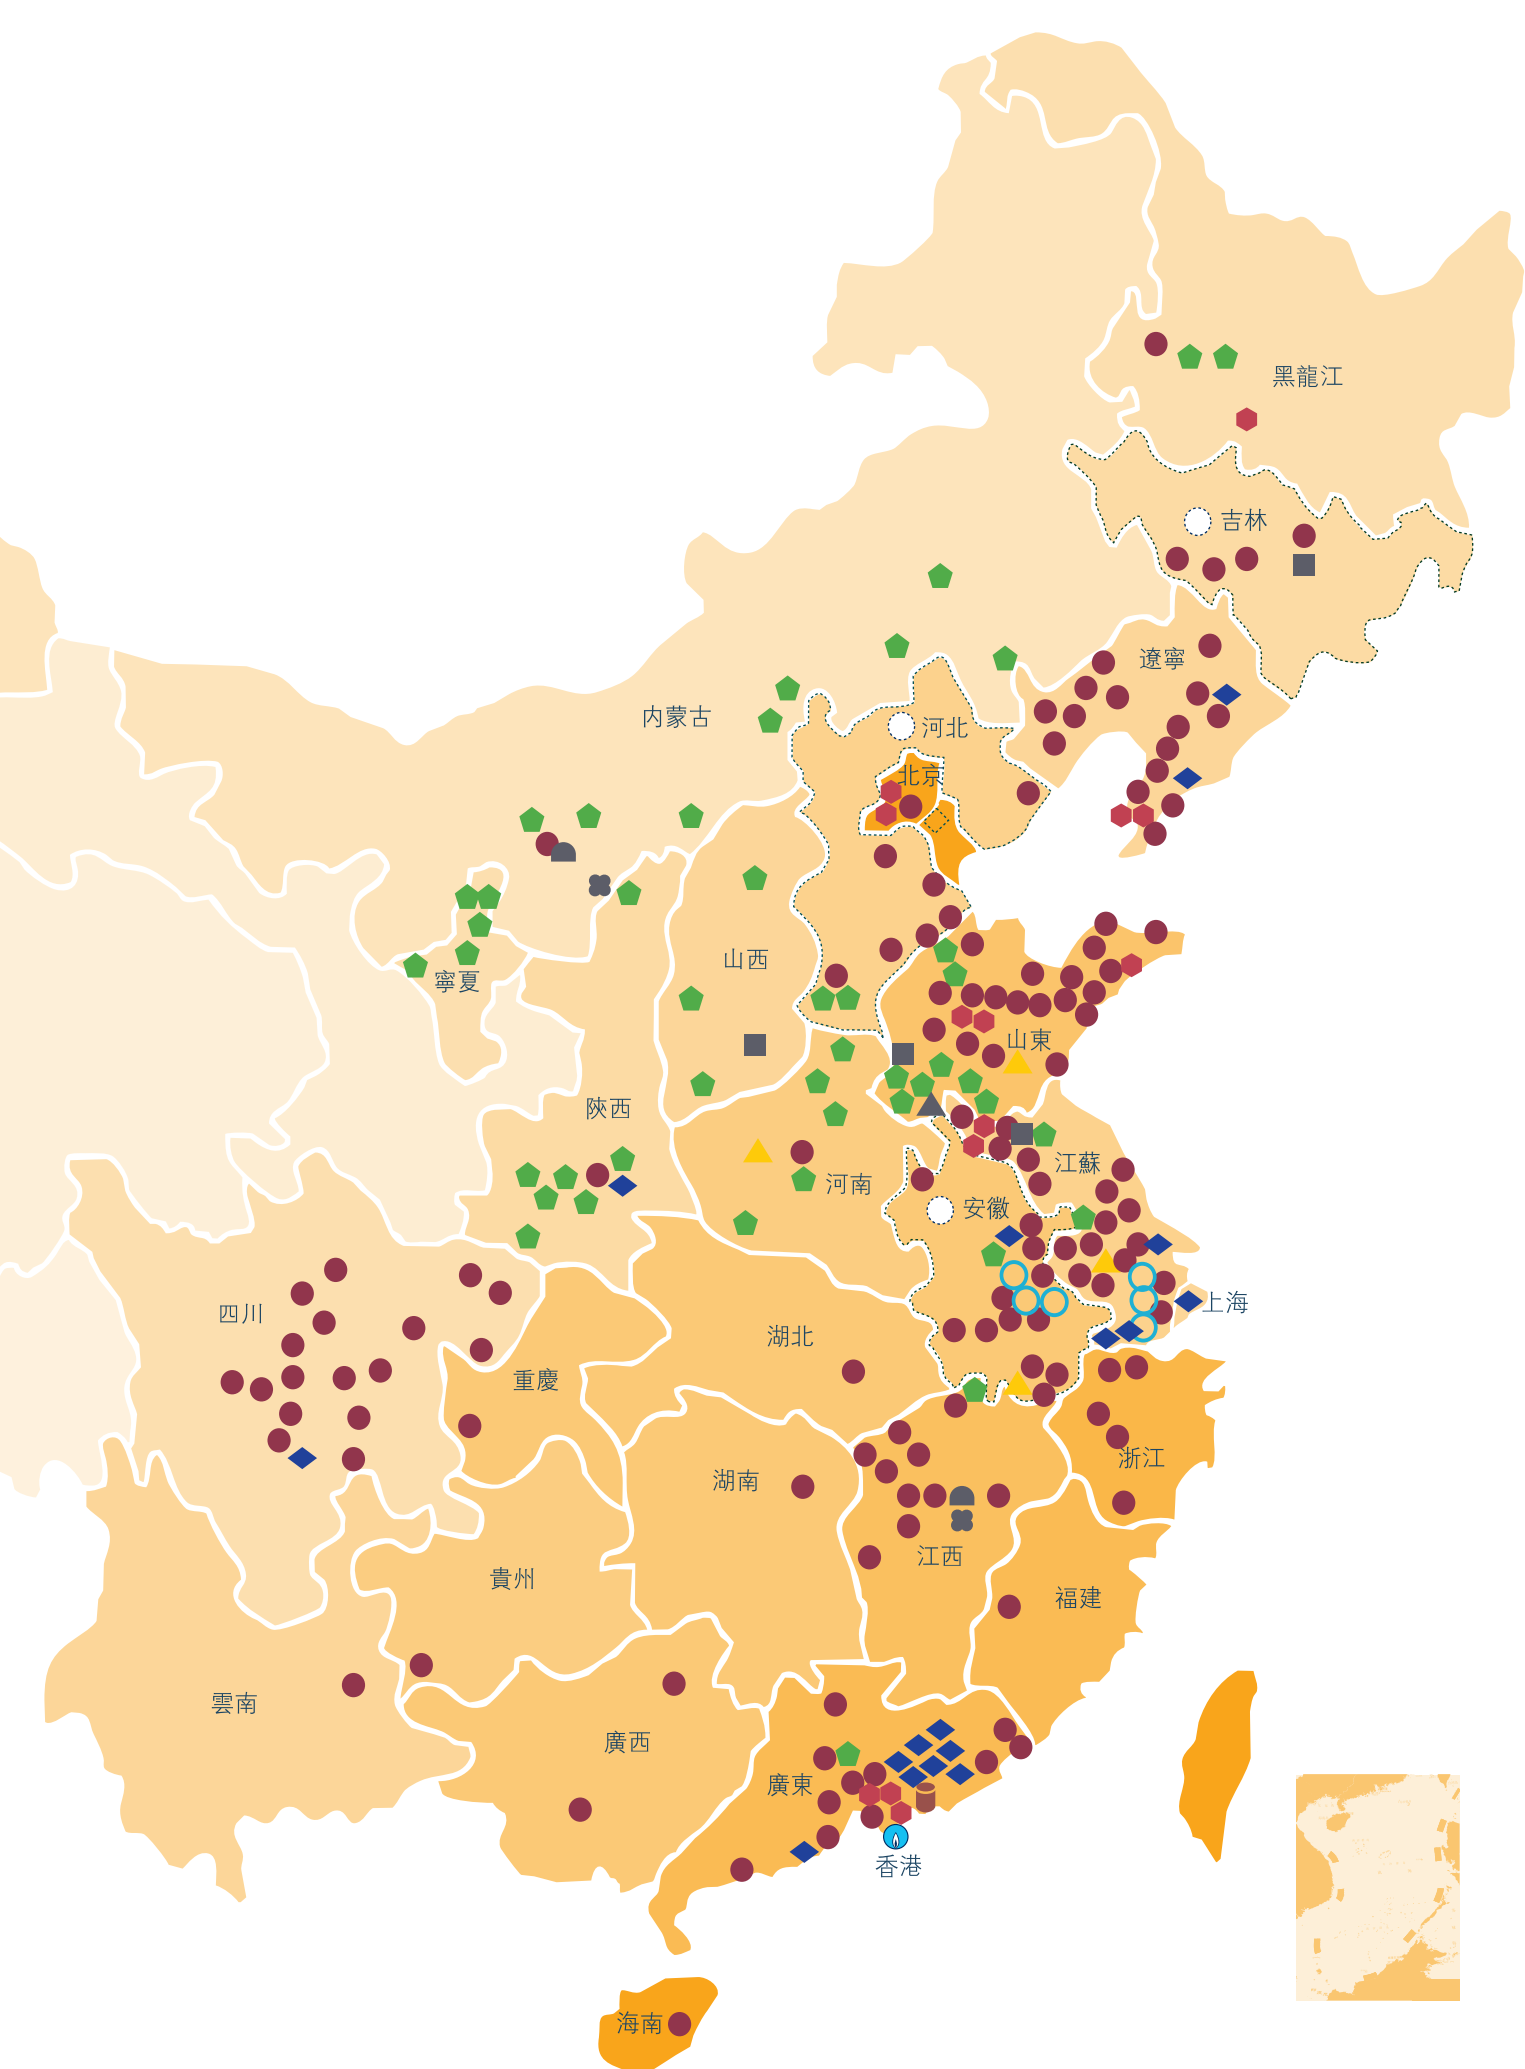 黑龍江
吉林
遼寧
内蒙古
河北
北京
山西
寧夏
山東
陝西
江蘇
河南
安徽
上海
四川
湖北
重慶
浙江
湖南
江西
貴州
福建
雲南
廣西
廣東
香港
海南